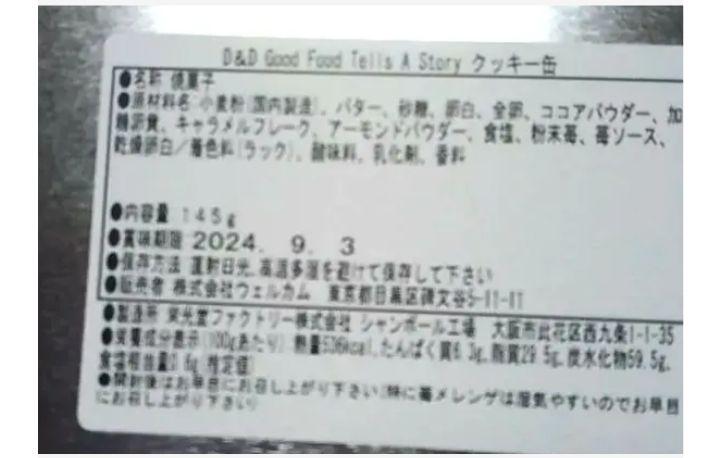 D&D Good Food Tells A Story クッキー缶
●名称 焼菓子
●原材料名 小麦粉(国内製造)、バター、砂糖、卵白、全卵、ココアパウダー、加
糖卵黄、キャラメルフレーク、アーモンドパウダー、食塩、粉末苺、苺ソース、
乾燥卵白/着色料(ラック)、酸味料、乳化剤、香料
●内容量 145g
●賞味期限 2024. 9. 3
●保存方法 直射日光、高温多湿を避けて保存して下さい
●販売者 株式会社ウェルカム 東京都目黒区碑文谷5-11-11
●製造所 栄光堂ファクトリー株式会社 シャンボール工場 大阪市此花区西九条1-1-35
●栄養成分表示(100gあたり):熱量536kcal、たんぱく質6.3g、脂質29.5g、炭水化物59.5g、
食塩相当量0.6g(推定値)
●開封後はお早目にお召し上がり下さい(特に苺メレンゲは湿気やすいのでお早目
にお召し上がり下さい)